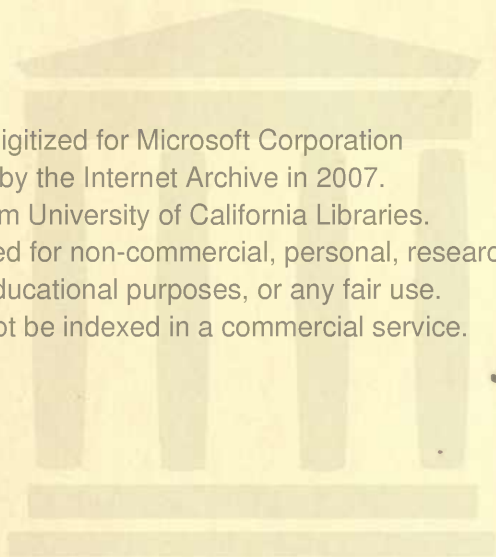 igitized for Microsoft Corporation
by the Internet Archive in 2007.
m University of California Libraries.
ed for non-commercial, personal, researc
ducational purposes, or any fair use.
ot be indexed in a commercial service.